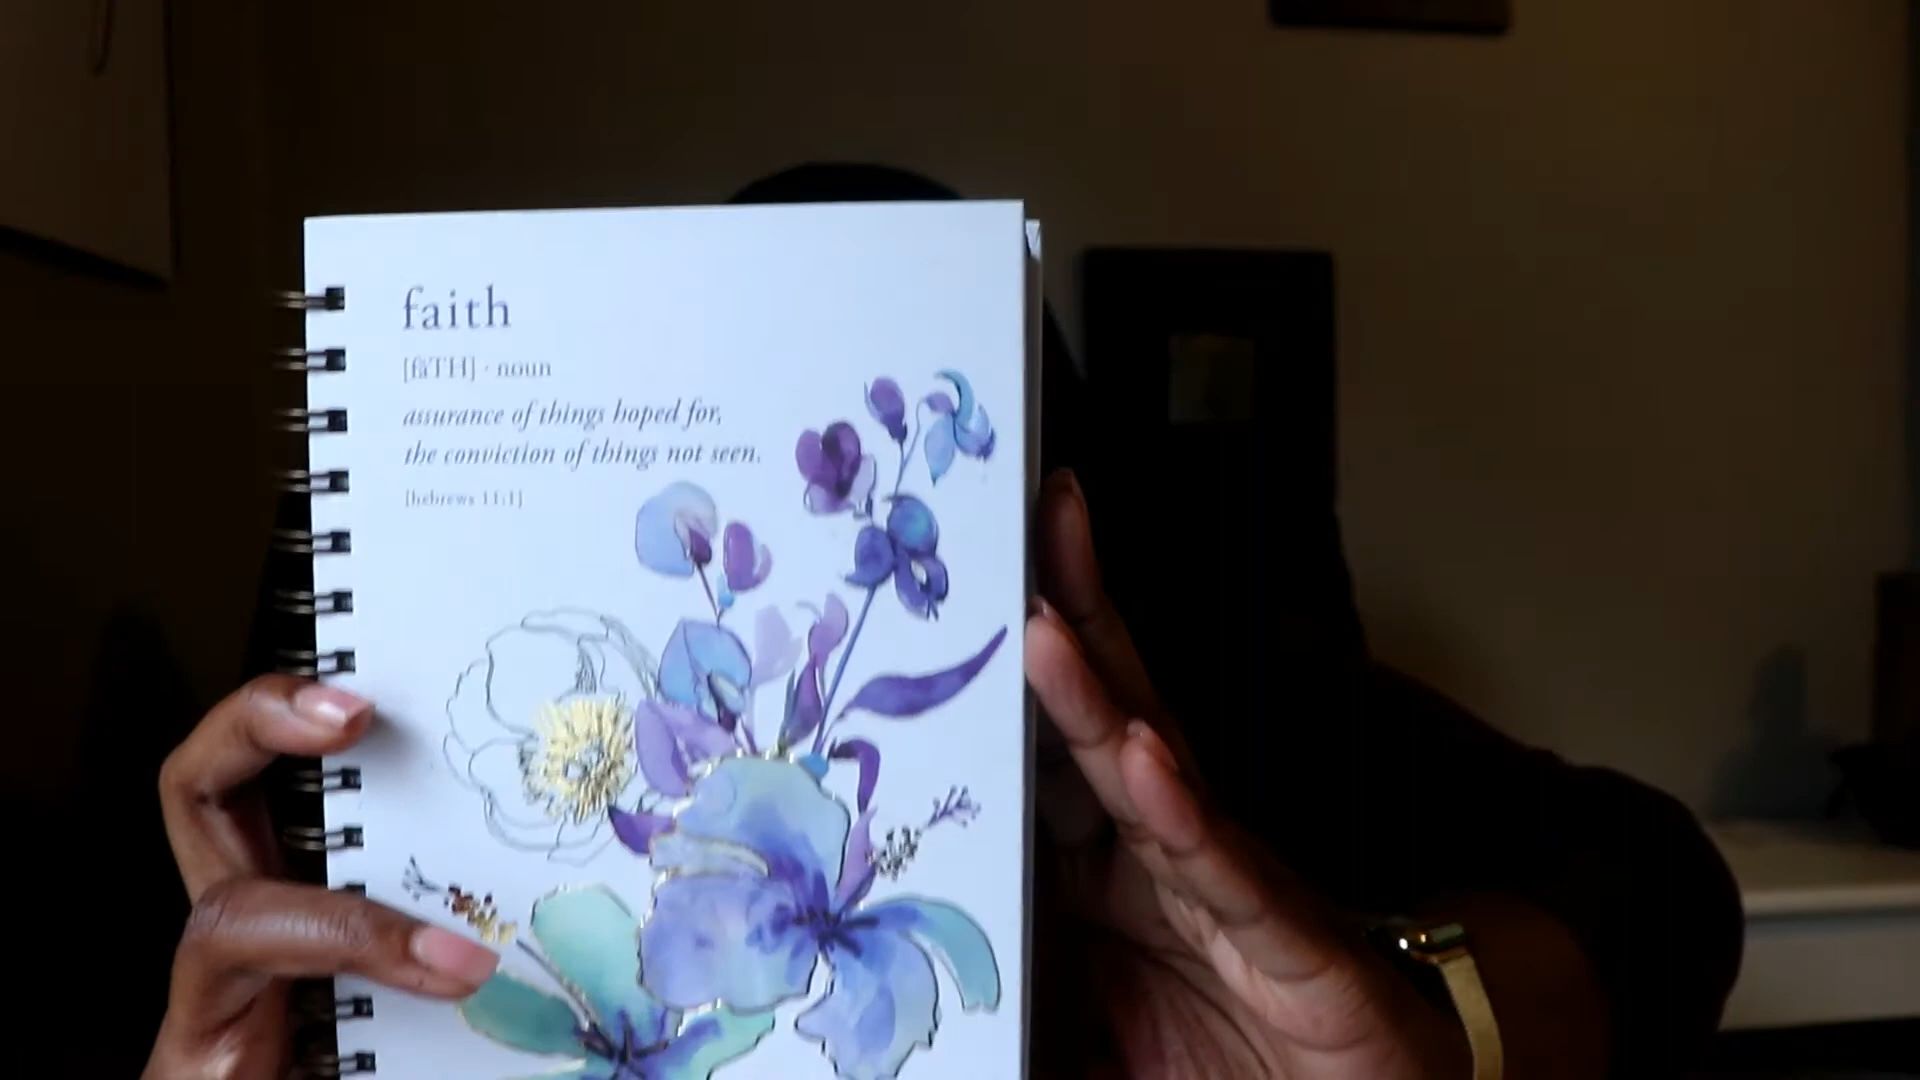 faith
[fāTH] · noun
assurance of things hoped for,
the conviction of things not seen.
[hebrews 11:1]